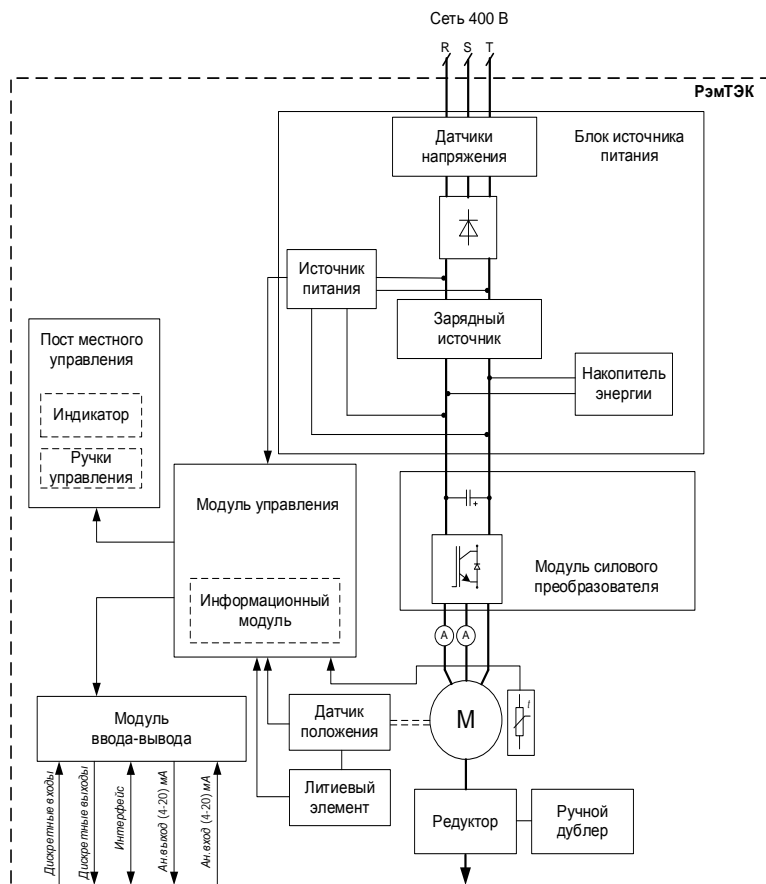 Сеть 400 В
R S T
РэмТЭК
Датчики
напряжения
Блок источника
питания
Источник
питания
Зарядный
источник
Накопитель
энергии
Пост местного
управления
Индикатор
Ручки
управления
Модуль управления
Информационный
модуль
Модуль силового
преобразователя
+
A A
M
t
Датчик
положения
Литиевый
элемент
Модуль
ввода-вывода
Редуктор
Ручной
дублер
Дискретные входы
Дискретные выходы
Интерфейс
Ан.выход (4-20) мА
Ан.вход (4-20) мА